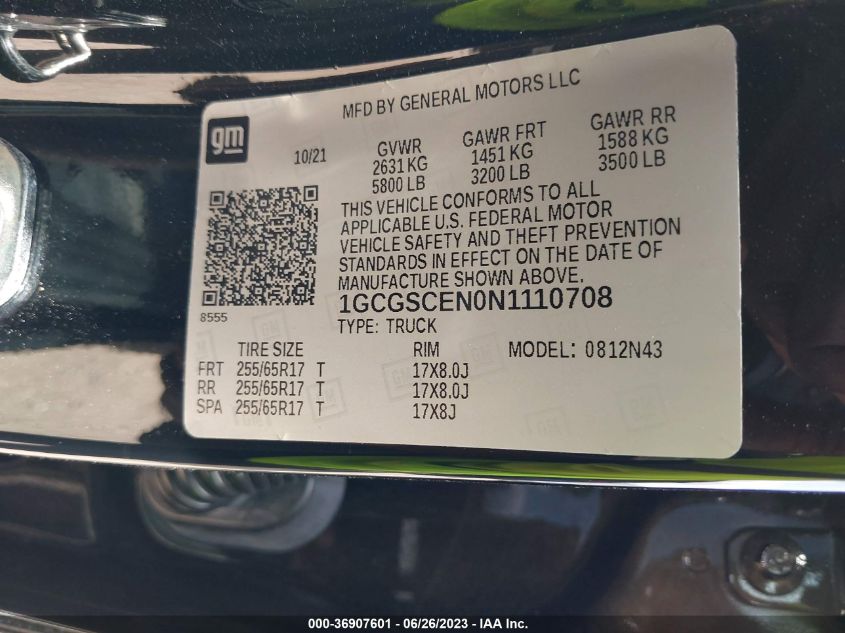 MFD BY GENERAL MOTORS LLC
gm
10/21
GVWR GAWR FRT GAWR RR
2631 KG 1451 KG 1588 KG
5800 LB 3200 LB 3500 LB
THIS VEHICLE CONFORMS TO ALL
APPLICABLE U.S. FEDERAL MOTOR
VEHICLE SAFETY AND THEFT PREVENTION
STANDARDS IN EFFECT ON THE DATE OF
MANUFACTURE SHOWN ABOVE.
1GCGSCEN0N1110708
8555
TYPE: TRUCK
TIRE SIZE RIM MODEL: 0812N43
FRT 255/65R17 T 17X8.0J
RR 255/65R17 T 17X8.0J
SPA 255/65R17 T 17X8J
000-36907601 / 06/26/2023 - IAA Inc.